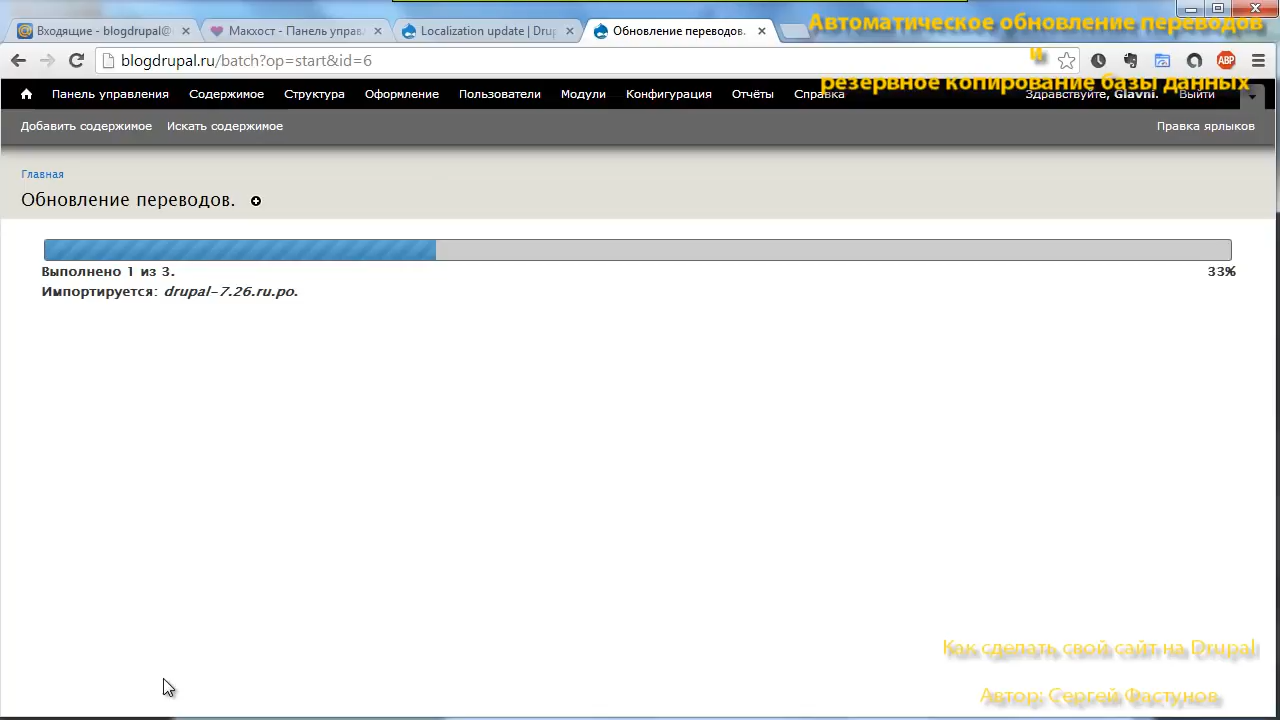 Входящие - blogdrupal@
Макхост - Панель управл
Localization update | Drup
Обновление переводов.
Автоматическое обновление переводов
и
резервное копирование базы данных
blogdrupal.ru/batch?op=start&id=6
ABP
Панель управления
Содержимое
Структура
Оформление
Пользователи
Модули
Конфигурация
Отчёты
Справка
Здравствуйте, Glavni.
Выйти
Добавить содержимое
Искать содержимое
Правка ярлыков
Главная
Обновление переводов.
Выполнено 1 из 3.
33%
Импортируется: drupal-7.26.ru.po.
Как сделать свой сайт на Drupal
Автор: Сергей Фастунов